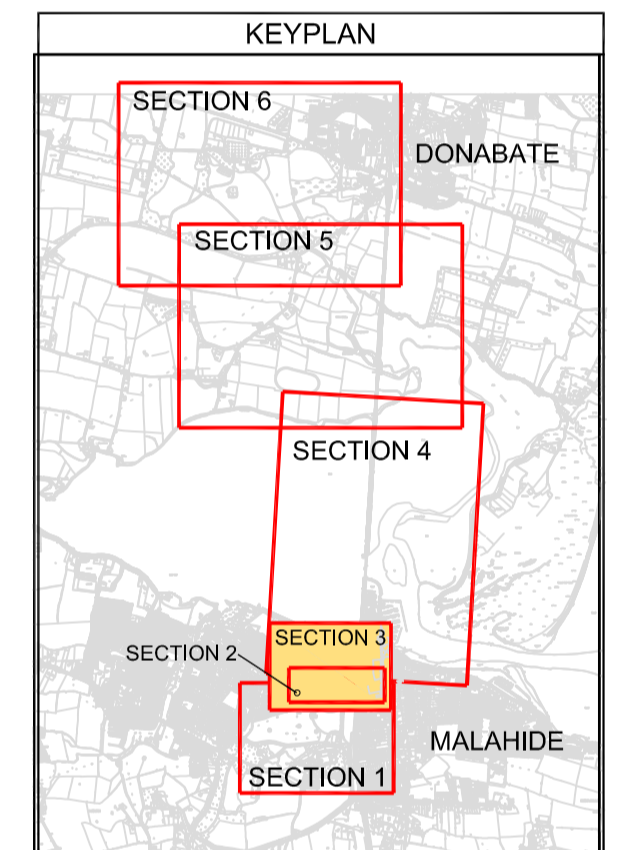 KEYPLAN
SECTION 6
DONABATE
SECTION 5
SECTION 4
SECTION 3
SECTION 2
MALAHIDE
SECTION 1